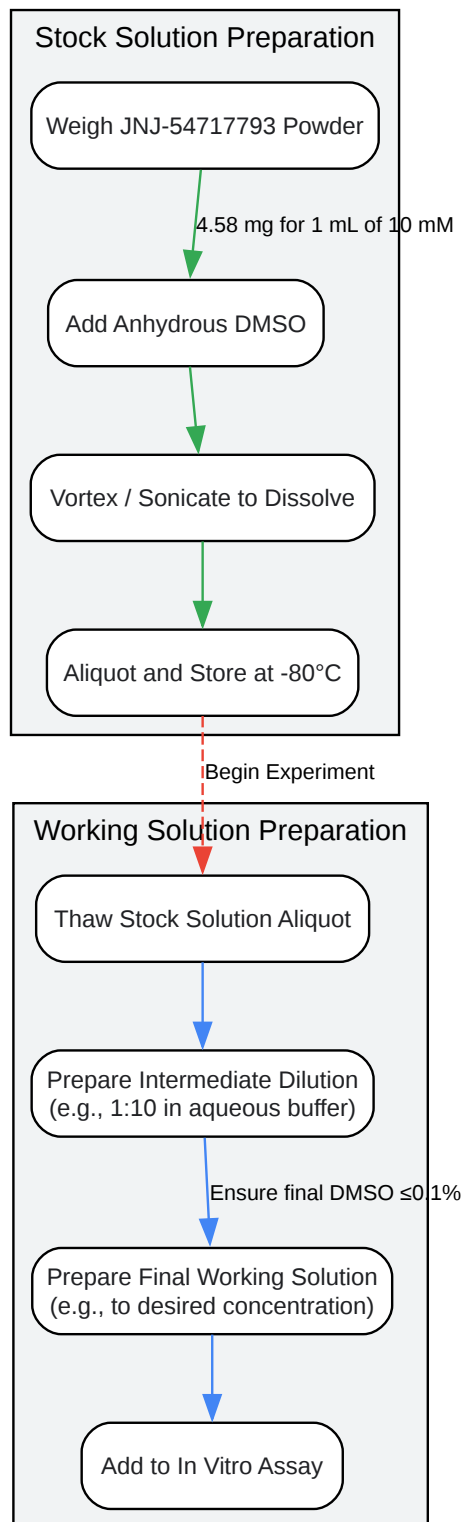 Stock Solution Preparation
Weigh JNJ-54717793 Powder
4.58 mg for 1 mL of 10 mM
Add Anhydrous DMSO
Vortex / Sonicate to Dissolve
Aliquot and Store at -80°C
Begin Experiment
Working Solution Preparation
Thaw Stock Solution Aliquot
Prepare Intermediate Dilution
(e.g., 1:10 in aqueous buffer)
Ensure final DMSO ≤0.1%
Prepare Final Working Solution
(e.g., to desired concentration)
Add to In Vitro Assay